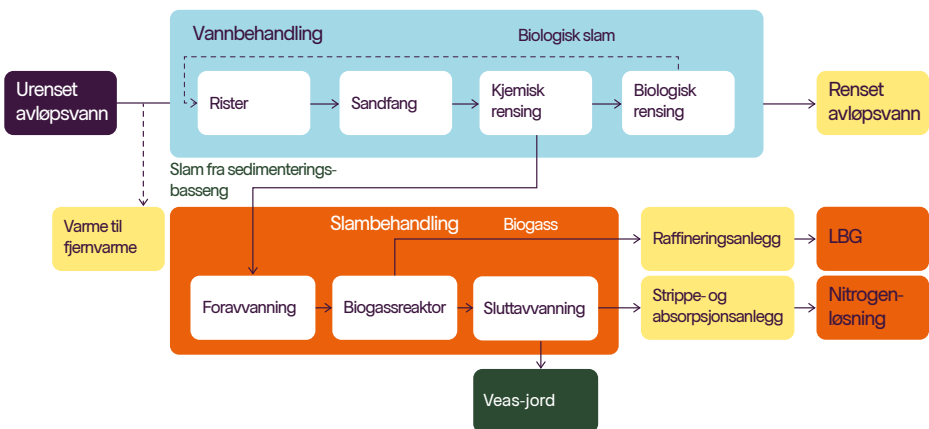 Vannbehandling
Biologisk slam
Urenset
avløpsvann
Rister
Sandfang
Kjemisk
rensing
Biologisk
rensing
Renset
avløpsvann
Slam fra sedimenterings-
basseng
Varme til
fjernvarme
Slambehandling
Biogass
Raffineringsanlegg
LBG
Foravvanning
Biogassreaktor
Sluttavvanning
Strippe- og
absorpsjonsanlegg
Nitrogen-
løsning
Veas-jord